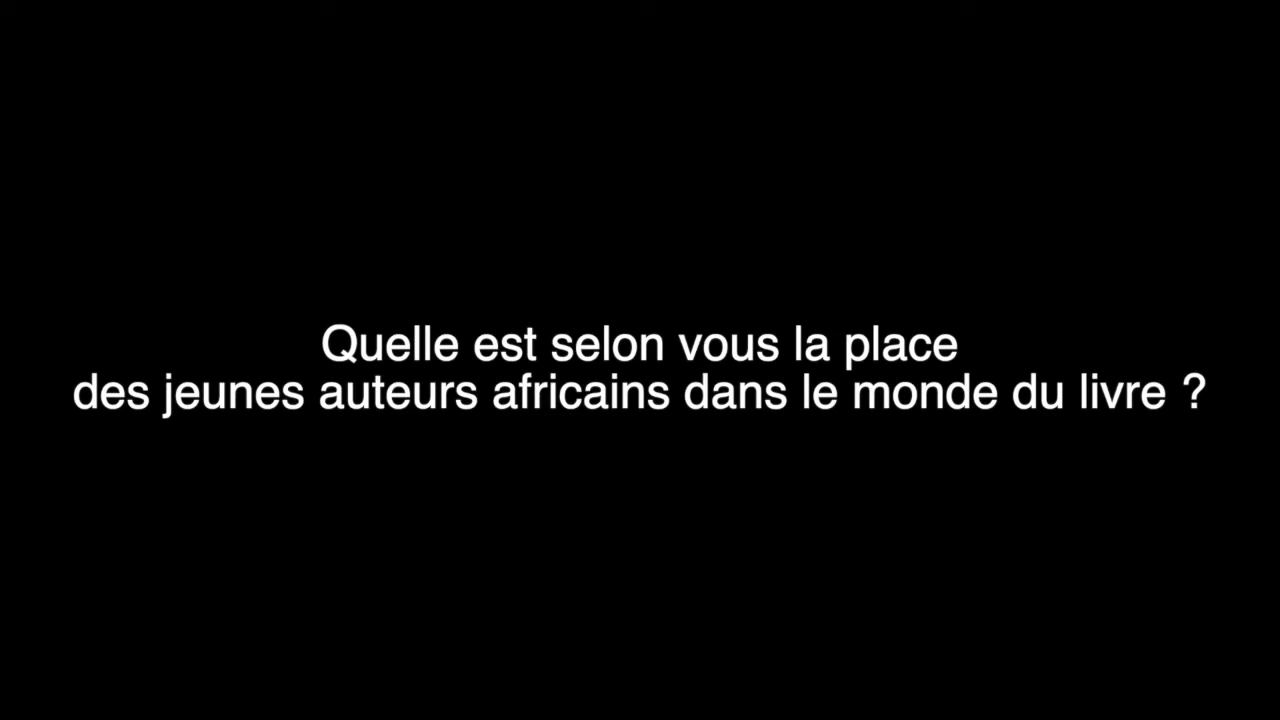 Quelle est selon vous la place
des jeunes auteurs africains dans le monde du livre ?